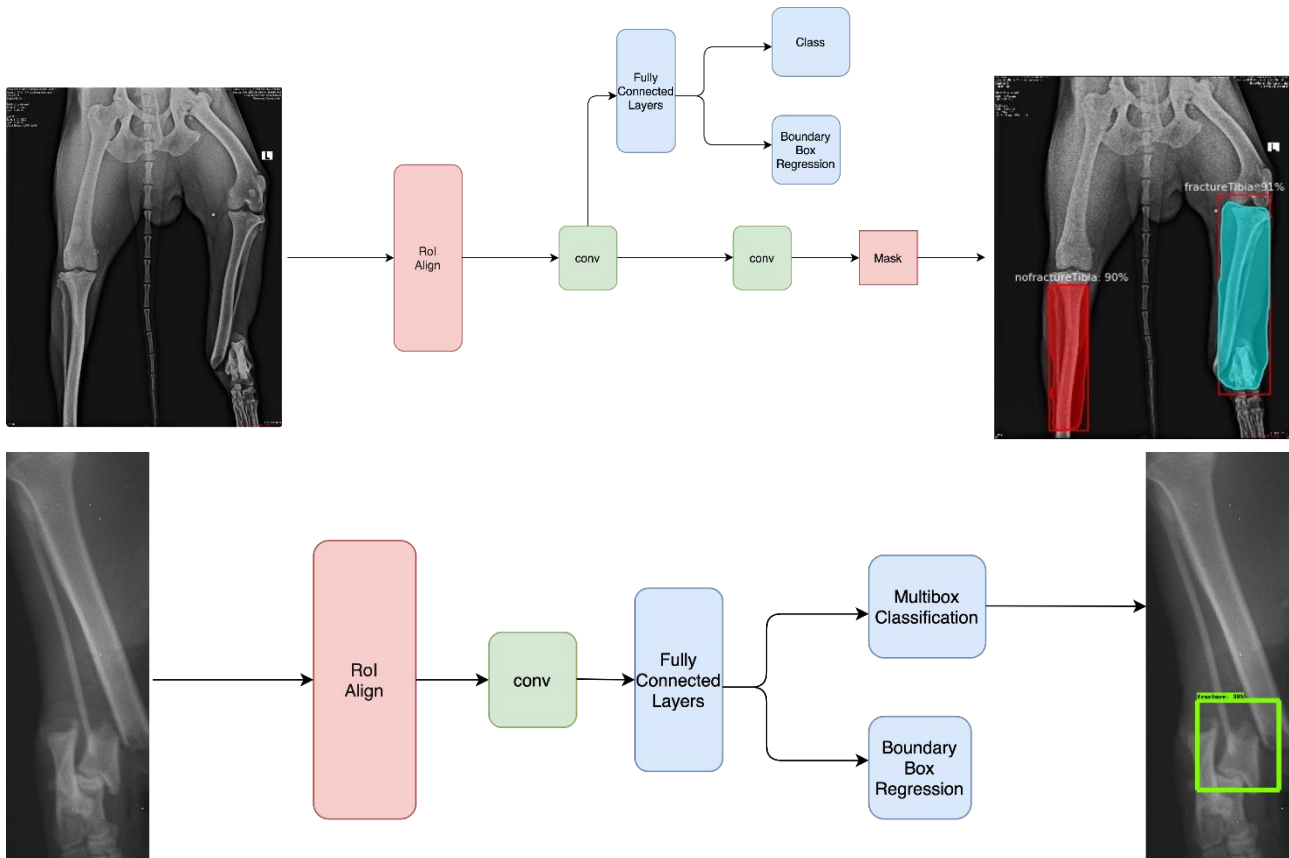 Class
Fully
Connected
Layers
Boundary
Box
Regression
L
L
fractureTibia: 91%
RoI
Align
conv
conv
Mask
nofractureTibia: 90%
Multibox
Classification
RoI
Align
conv
Fully
Connected
Layers
Boundary
Box
Regression